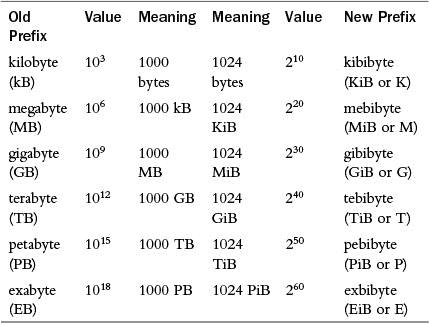 Old Prefix Value Meaning Meaning Value New Prefix
kilobyte (kB) 10³ 1000 bytes 1024 bytes 2¹⁰ kibibyte (KiB or K)
megabyte (MB) 10⁶ 1000 kB 1024 KiB 2²⁰ mebibyte (MiB or M)
gigabyte (GB) 10⁹ 1000 MB 1024 MiB 2³⁰ gibibyte (GiB or G)
terabyte (TB) 10¹² 1000 GB 1024 GiB 2⁴⁰ tebibyte (TiB or T)
petabyte (PB) 10¹⁵ 1000 TB 1024 TiB 2⁵⁰ pebibyte (PiB or P)
exabyte (EB) 10¹⁸ 1000 PB 1024 PiB 2⁶⁰ exbibyte (EiB or E)